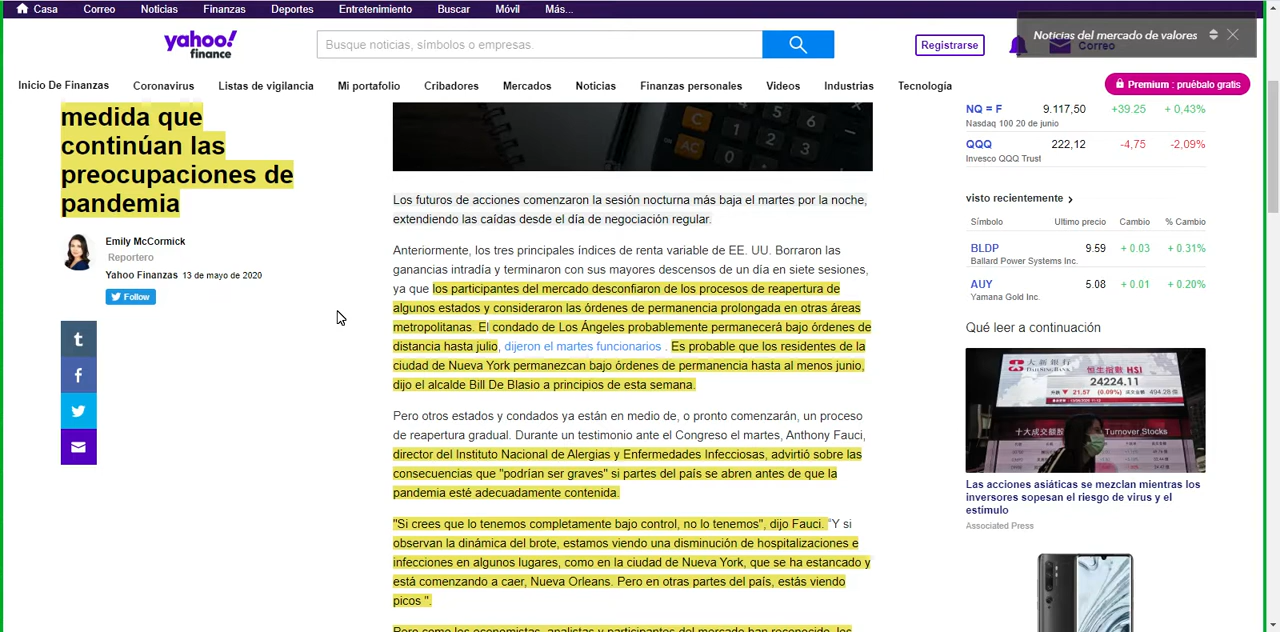 Casa Correo Noticias Finanzas Deportes Entretenimiento Buscar Móvil Más...
yahoo!
finance
Busque noticias, símbolos o empresas.
Registrarse
Noticias del mercado de valores
Correo
Inicio De Finanzas Coronavirus Listas de vigilancia Mi portafolio Cribadores Mercados Noticias Finanzas personales Videos Industrias Tecnología
Premium : pruébalo gratis
medida que
continúan las
preocupaciones de
pandemia
Emily McCormick
Reportero
Yahoo Finanzas 13 de mayo de 2020
Follow
Los futuros de acciones comenzaron la sesión nocturna más baja el martes por la noche,
extendiendo las caídas desde el día de negociación regular.
Anteriormente, los tres principales índices de renta variable de EE. UU. Borraron las
ganancias intradía y terminaron con sus mayores descensos de un día en siete sesiones,
ya que los participantes del mercado desconfiaron de los procesos de reapertura de
algunos estados y consideraron las órdenes de permanencia prolongada en otras áreas
metropolitanas. El condado de Los Ángeles probablemente permanecerá bajo órdenes de
distancia hasta julio, dijeron el martes funcionarios . Es probable que los residentes de la
ciudad de Nueva York permanezcan bajo órdenes de permanencia hasta al menos junio,
dijo el alcalde Bill De Blasio a principios de esta semana.
Pero otros estados y condados ya están en medio de, o pronto comenzarán, un proceso
de reapertura gradual. Durante un testimonio ante el Congreso el martes, Anthony Fauci,
director del Instituto Nacional de Alergias y Enfermedades Infecciosas, advirtió sobre las
consecuencias que "podrían ser graves" si partes del país se abren antes de que la
pandemia esté adecuadamente contenida.
"Si crees que lo tenemos completamente bajo control, no lo tenemos", dijo Fauci. “Y si
observan la dinámica del brote, estamos viendo una disminución de hospitalizaciones e
infecciones en algunos lugares, como en la ciudad de Nueva York, que se ha estancado y
está comenzando a caer, Nueva Orleans. Pero en otras partes del país, estás viendo
picos ".
Pero como los economistas, analistas y participantes del mercado han reconocido, los
NQ = F 9.117,50 +39.25 + 0,43%
Nasdaq 100 20 de junio
QQQ 222,12 -4,75 -2,09%
Invesco QQQ Trust
visto recientemente
Símbolo Ultimo precio Cambio % Cambio
BLDP 9.59 + 0.03 + 0.31%
Ballard Power Systems Inc.
AUY 5.08 + 0.01 + 0.20%
Yamana Gold Inc.
Qué leer a continuación
恒生指數 HSI
24224.11
Turnover Stocks
Las acciones asiáticas se mezclan mientras los
inversores sopesan el riesgo de virus y el
estímulo
Associated Press